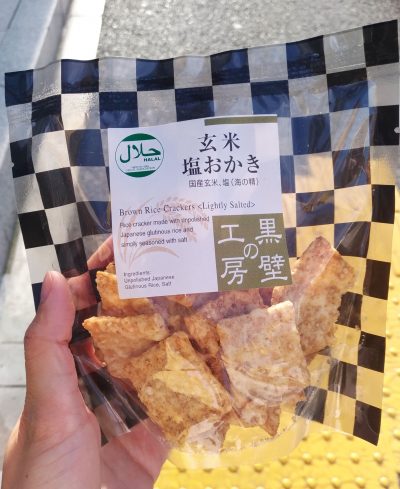 حلال
HALAL
玄米
塩おかき
国産玄米、塩(海の精)
Brown Rice Crackers <Lightly Salted>
Rice cracker made with unpolished
Japanese glutinous rice and
simply seasoned with salt
Ingredients:
Unpolished Japanese
Glutinous Rice, Salt
黒壁
の
工房